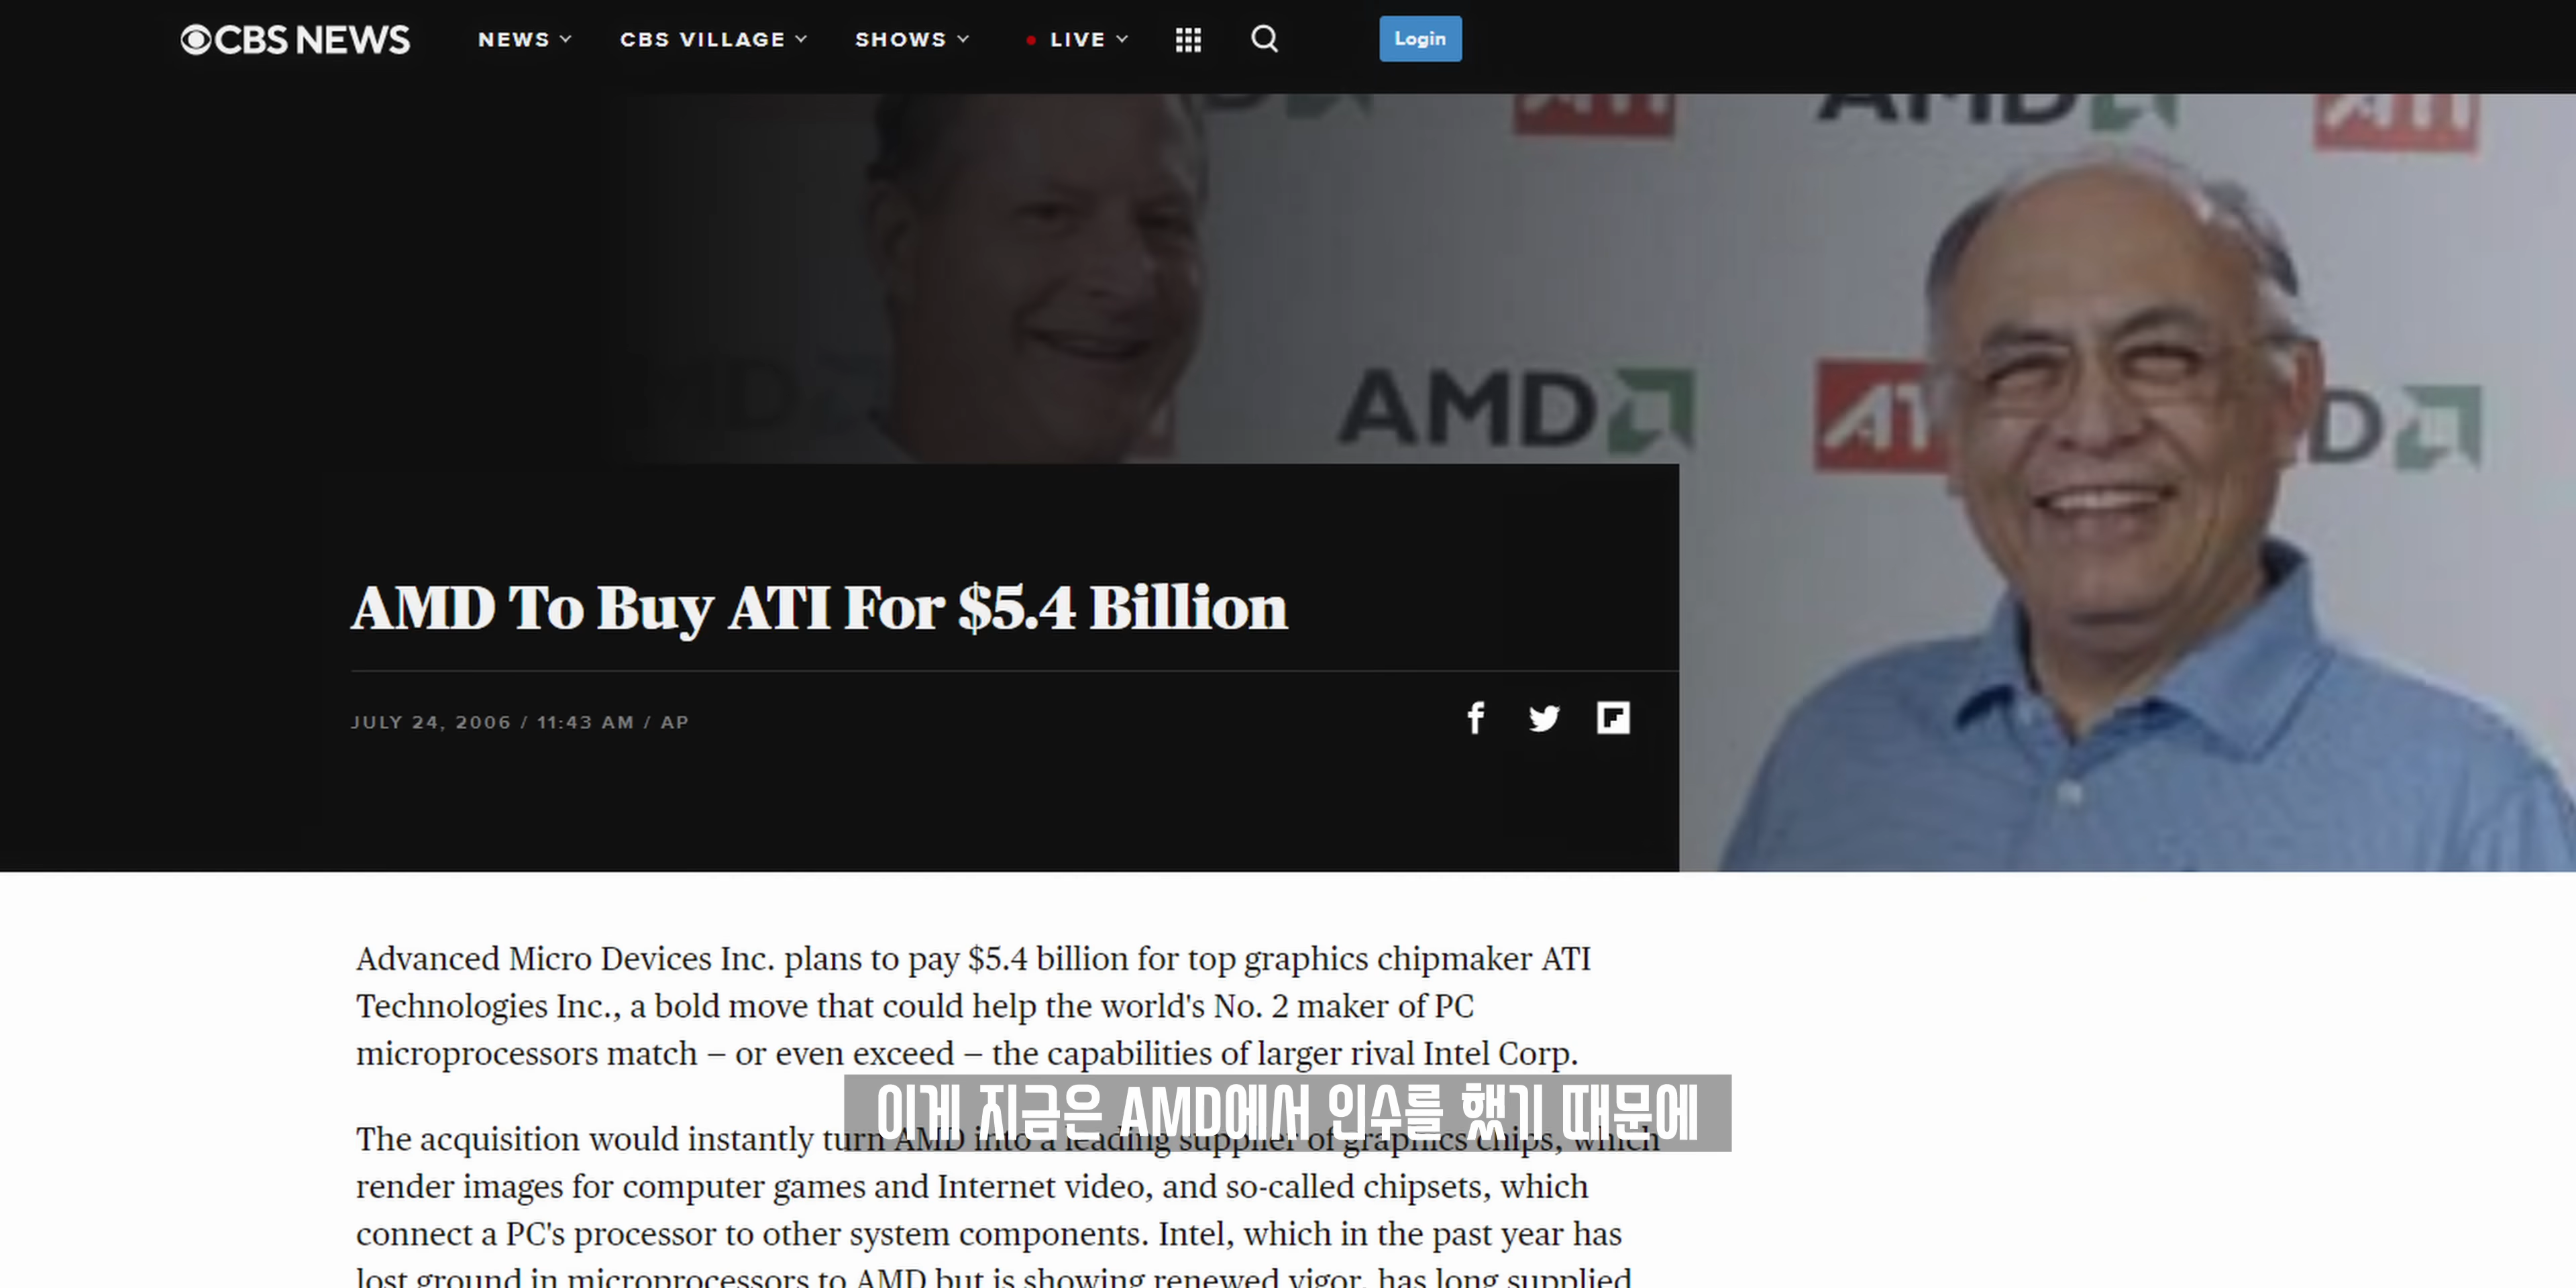 CBS NEWS NEWS CBS VILLAGE SHOWS LIVE Login
AMD ATI
AMD
AMD To Buy ATI For $5.4 Billion
JULY 24, 2006 / 11:43 AM / AP
Advanced Micro Devices Inc. plans to pay $5.4 billion for top graphics chipmaker ATI
Technologies Inc., a bold move that could help the world's No. 2 maker of PC
microprocessors match – or even exceed – the capabilities of larger rival Intel Corp.
이게 지금은 AMD에서 인수를 했기 때문에
The acquisition would instantly turn AMD into a leading supplier of graphics chips, which
render images for computer games and Internet video, and so-called chipsets, which
connect a PC's processor to other system components. Intel, which in the past year has
lost ground in microprocessors to AMD but is showing renewed vigor, has long supplied